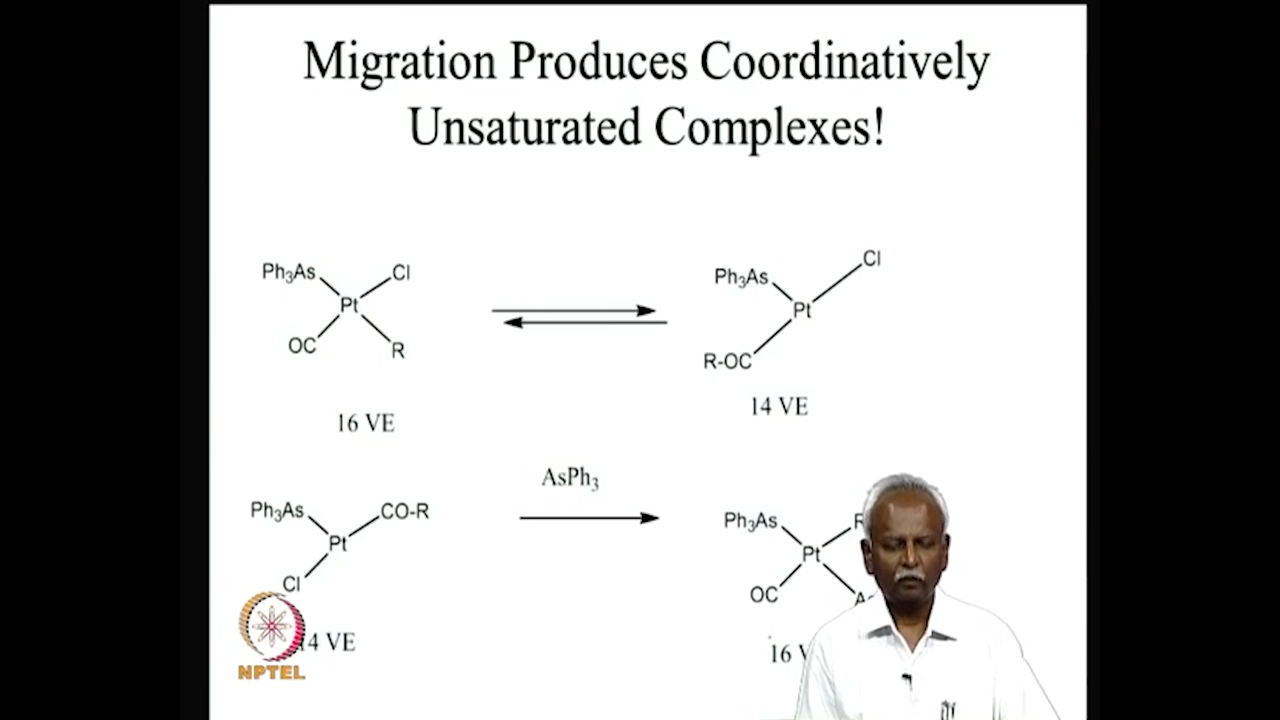 Migration Produces Coordinatively
Unsaturated Complexes!
Ph₃As
Cl
Pt
OC
R
16 VE
Ph₃As
Cl
Pt
R-OC
14 VE
Ph₃As
CO-R
Pt
Cl
14 VE
AsPh₃
Ph₃As
Pt
OC
16
NPTEL